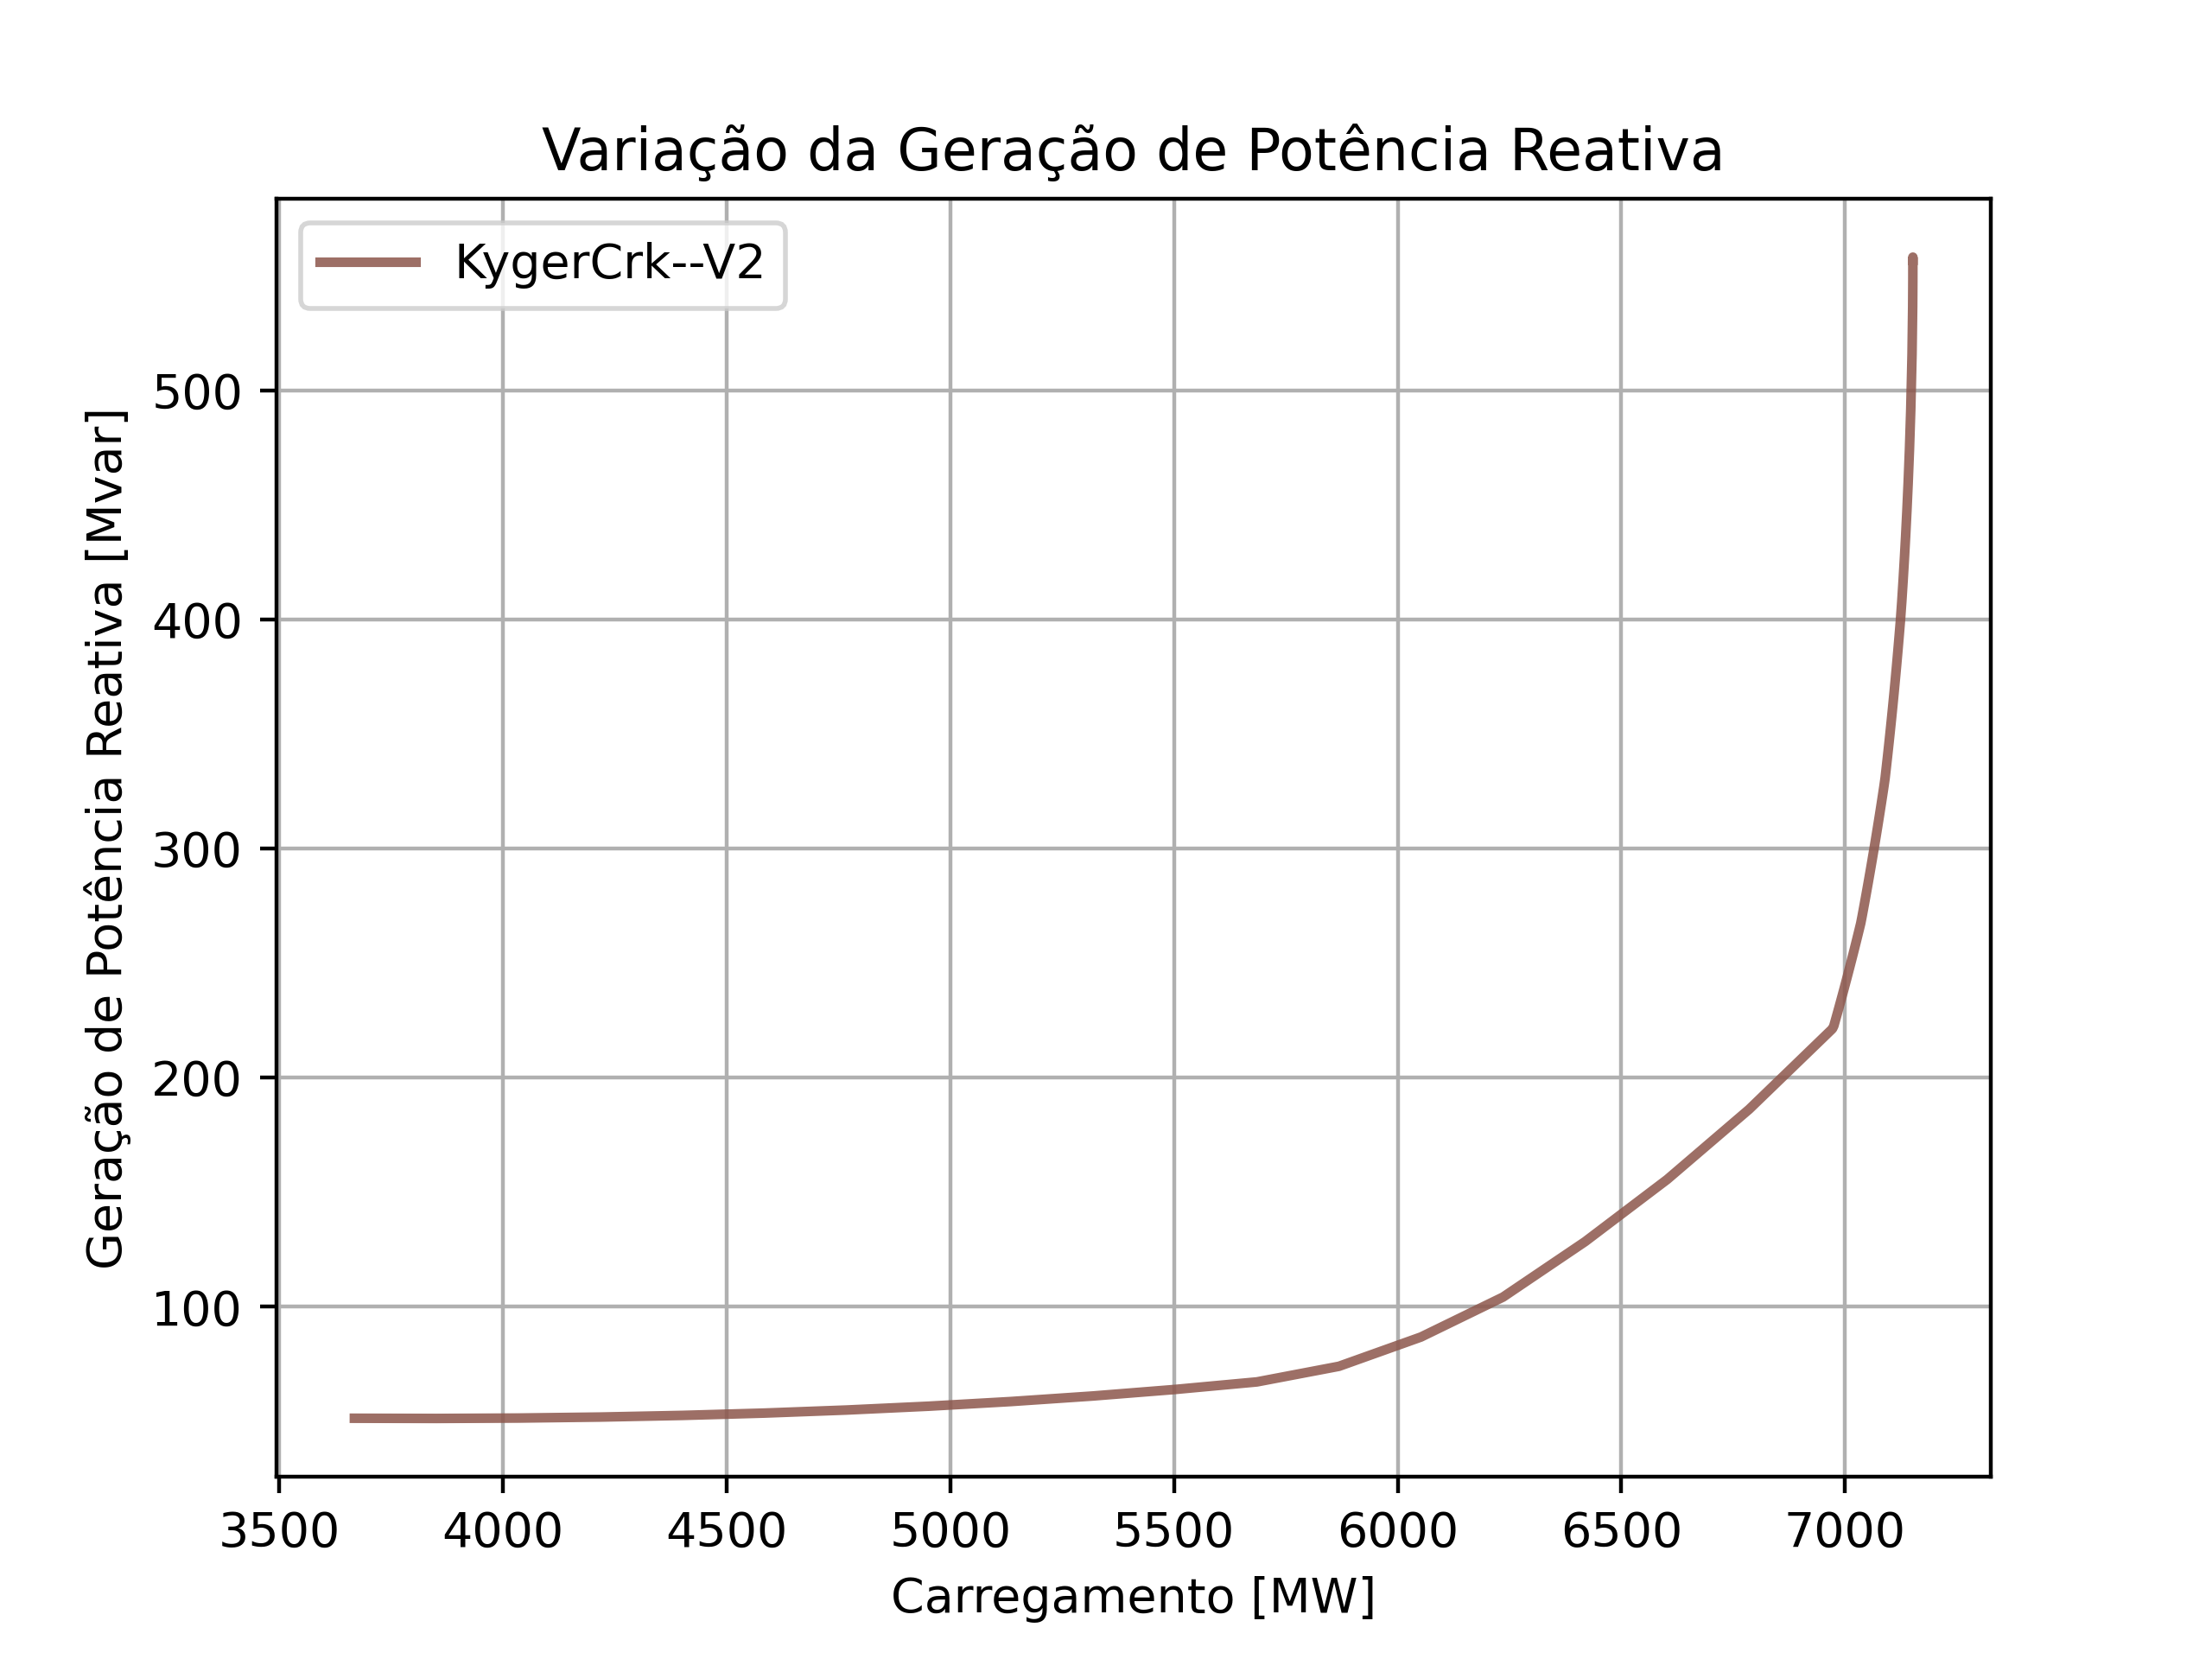 Variação da Geração de Potência Reativa
KygerCrk--V2
Geração de Potência Reativa [Mvar]
500
400
300
200
100
3500 4000 4500 5000 5500 6000 6500 7000
Carregamento [MW]